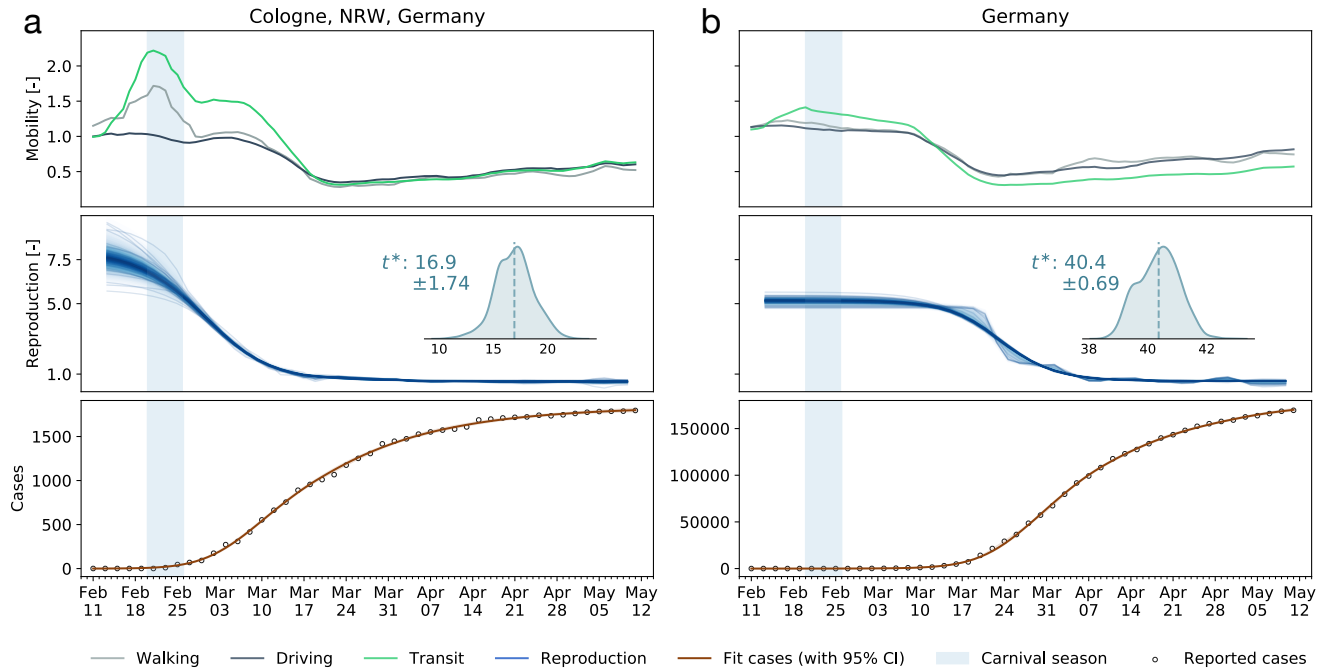 a
Cologne, NRW, Germany
b
Germany
Mobility [-]
2.0
1.5
1.0
0.5
Reproduction [-]
7.5
5.0
1.0
t*: 16.9
±1.74
10
15
20
t*: 40.4
±0.69
38
40
42
Cases
1500
1000
500
0
150000
100000
50000
0
Feb Feb Feb Mar Mar Mar Mar Mar Apr Apr Apr Apr May May
11 18 25 03 10 17 24 31 07 14 21 28 05 12
Feb Feb Feb Mar Mar Mar Mar Mar Apr Apr Apr Apr May May
11 18 25 03 10 17 24 31 07 14 21 28 05 12
Walking Driving Transit Reproduction Fit cases (with 95% CI) Carnival season Reported cases